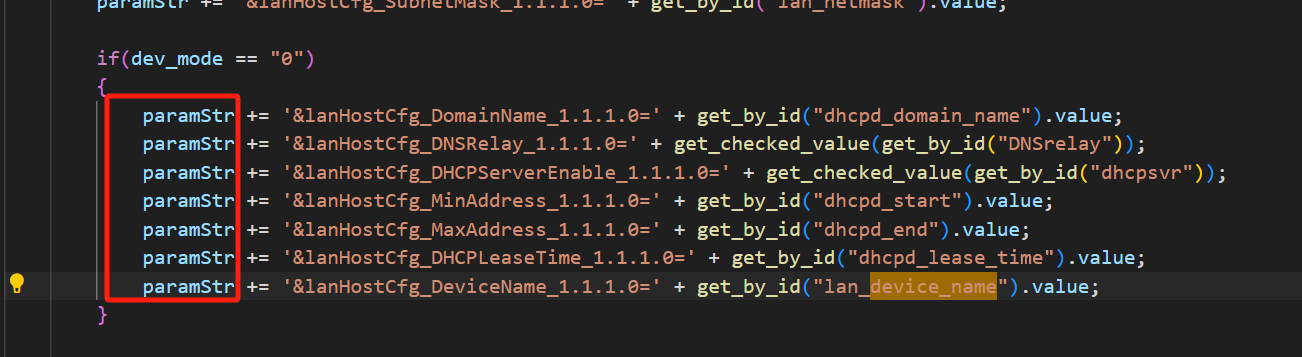 paramStr += '&lanHostCfg_SubnetMask_1.1.1.0=' + get_by_id("lan_netmask").value;
if(dev_mode == "0")
{
paramStr += '&lanHostCfg_DomainName_1.1.1.0=' + get_by_id("dhcpd_domain_name").value;
paramStr += '&lanHostCfg_DNSRelay_1.1.1.0=' + get_checked_value(get_by_id("DNSrelay"));
paramStr += '&lanHostCfg_DHCPServerEnable_1.1.1.0=' + get_checked_value(get_by_id("dhcpsvr"));
paramStr += '&lanHostCfg_MinAddress_1.1.1.0=' + get_by_id("dhcpd_start").value;
paramStr += '&lanHostCfg_MaxAddress_1.1.1.0=' + get_by_id("dhcpd_end").value;
paramStr += '&lanHostCfg_DHCPLeaseTime_1.1.1.0=' + get_by_id("dhcpd_lease_time").value;
paramStr += '&lanHostCfg_DeviceName_1.1.1.0=' + get_by_id("lan_device_name").value;
}